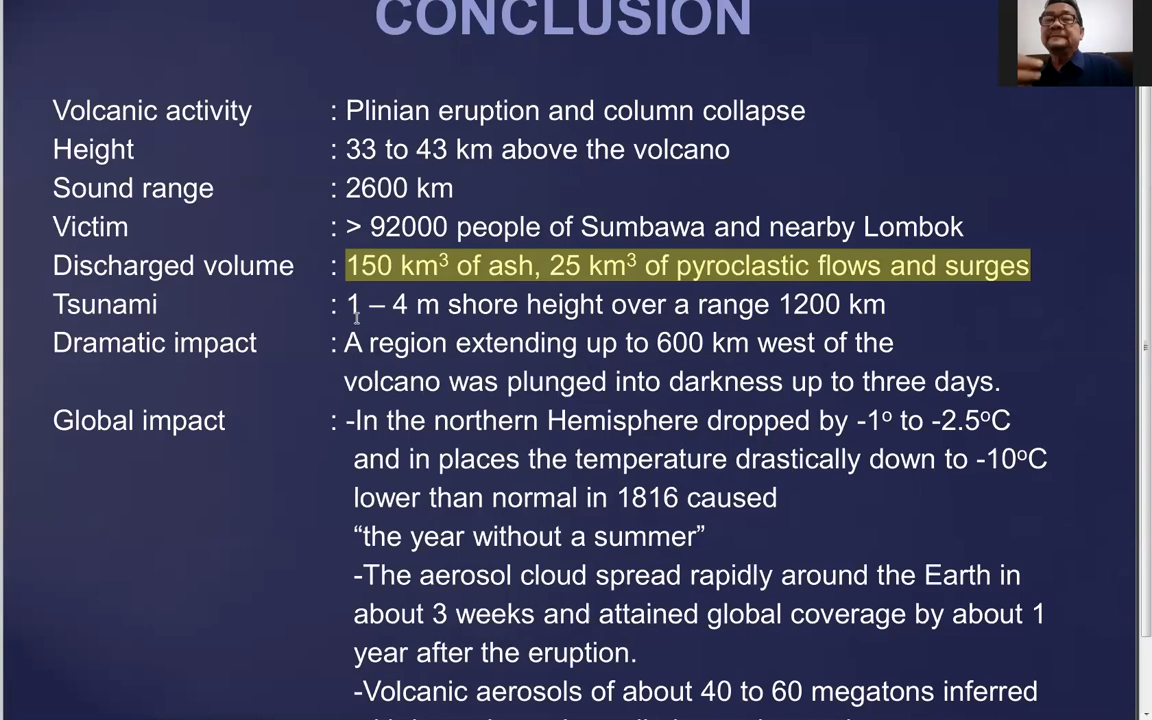 CONCLUSION
Volcanic activity : Plinian eruption and column collapse
Height : 33 to 43 km above the volcano
Sound range : 2600 km
Victim : > 92000 people of Sumbawa and nearby Lombok
Discharged volume : 150 km³ of ash, 25 km³ of pyroclastic flows and surges
Tsunami : 1 – 4 m shore height over a range 1200 km
Dramatic impact : A region extending up to 600 km west of the
volcano was plunged into darkness up to three days.
Global impact : -In the northern Hemisphere dropped by -1º to -2.5ºC
and in places the temperature drastically down to -10ºC
lower than normal in 1816 caused
“the year without a summer”
-The aerosol cloud spread rapidly around the Earth in
about 3 weeks and attained global coverage by about 1
year after the eruption.
-Volcanic aerosols of about 40 to 60 megatons inferred